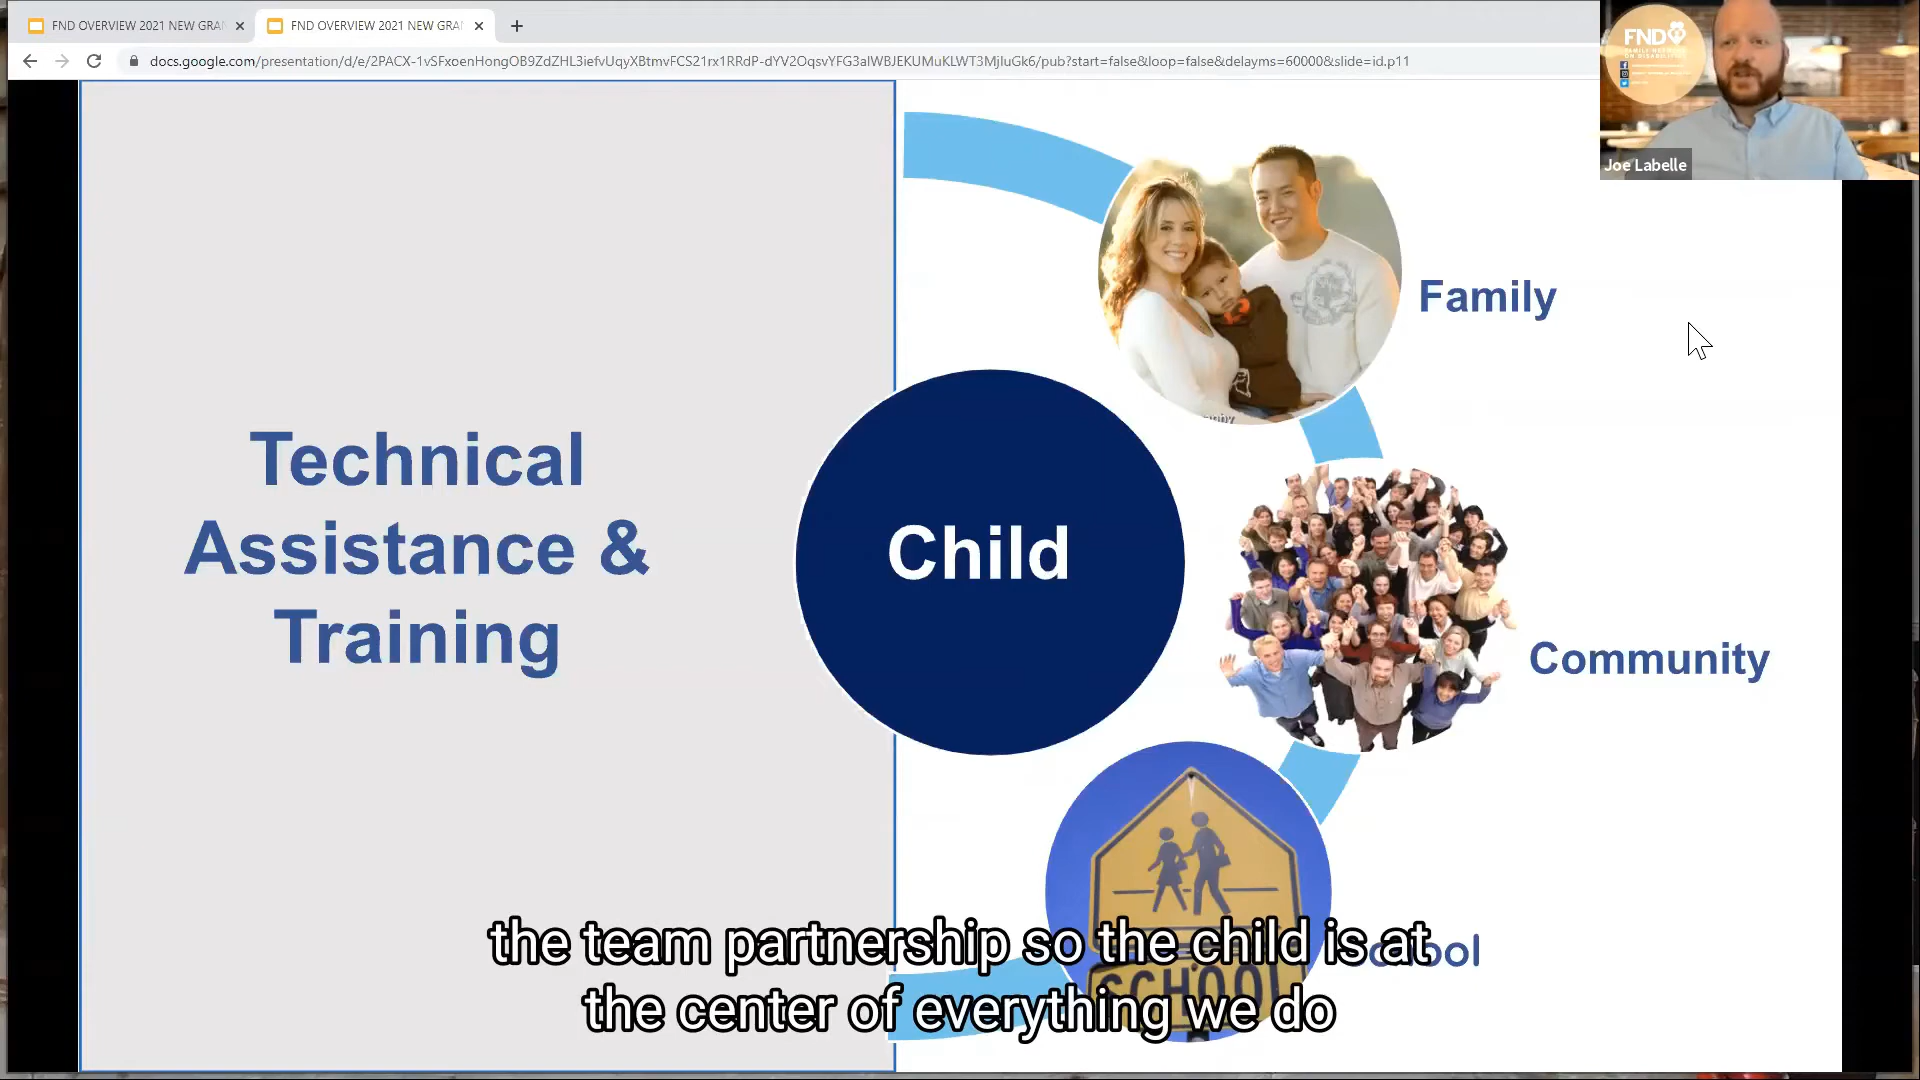 FND OVERVIEW 2021 NEW GRA
FND OVERVIEW 2021 NEW GRA
docs.google.com/presentation/d/e/2PACX-1vSFxoenHongOB9ZdZHL3iefvUqyXBtmvFCS21rx1RRdP-dYV2OqsvYFG3alWBJEKUMuKLWT3MjluGk6/pub?start=false&loop=false&delayms=60000&slide=id.p11
FND
Joe Labelle
Family
Technical
Assistance &
Training
Child
Community
SCHOOL
the team partnership so the child is at
the center of everything we do